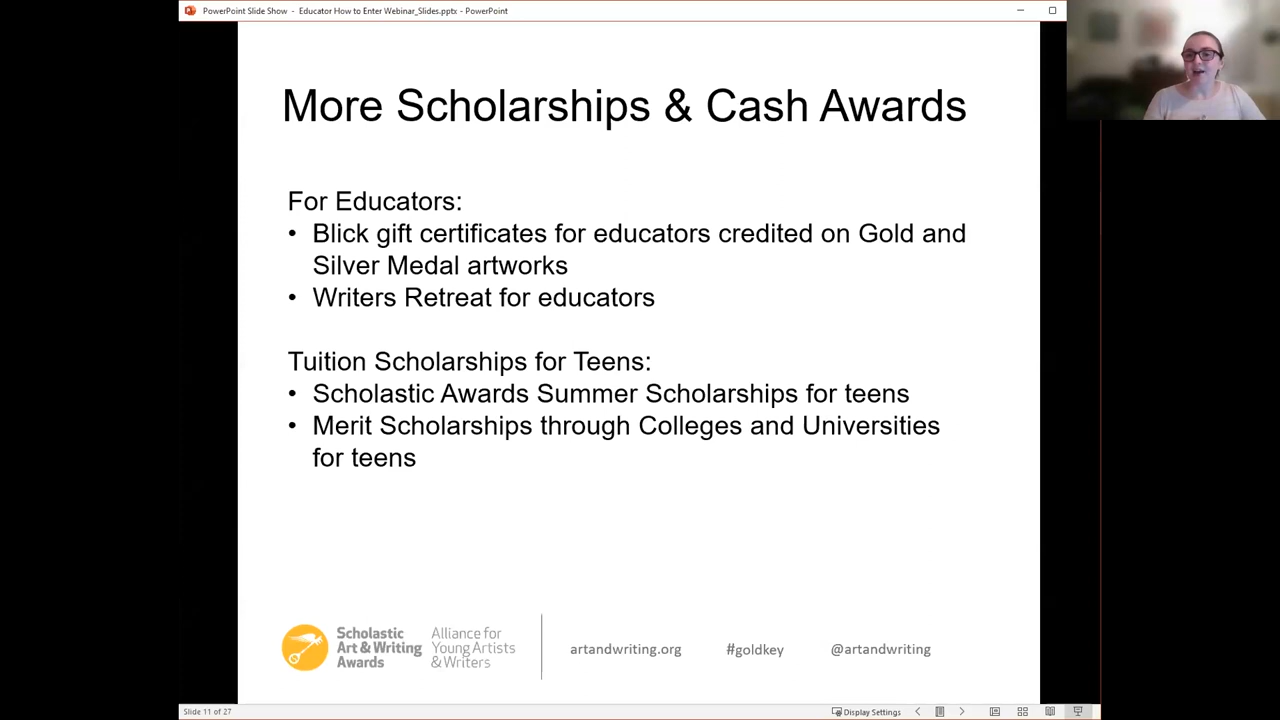 PowerPoint Slide Show - Educator How to Enter Webinar_Slides.pptx - PowerPoint
More Scholarships & Cash Awards
For Educators:
• Blick gift certificates for educators credited on Gold and
Silver Medal artworks
• Writers Retreat for educators
Tuition Scholarships for Teens:
• Scholastic Awards Summer Scholarships for teens
• Merit Scholarships through Colleges and Universities
for teens
Scholastic
Art & Writing
Awards
Alliance for
Young Artists
& Writers
artandwriting.org
#goldkey
@artandwriting
Slide 11 of 27
Display Settings